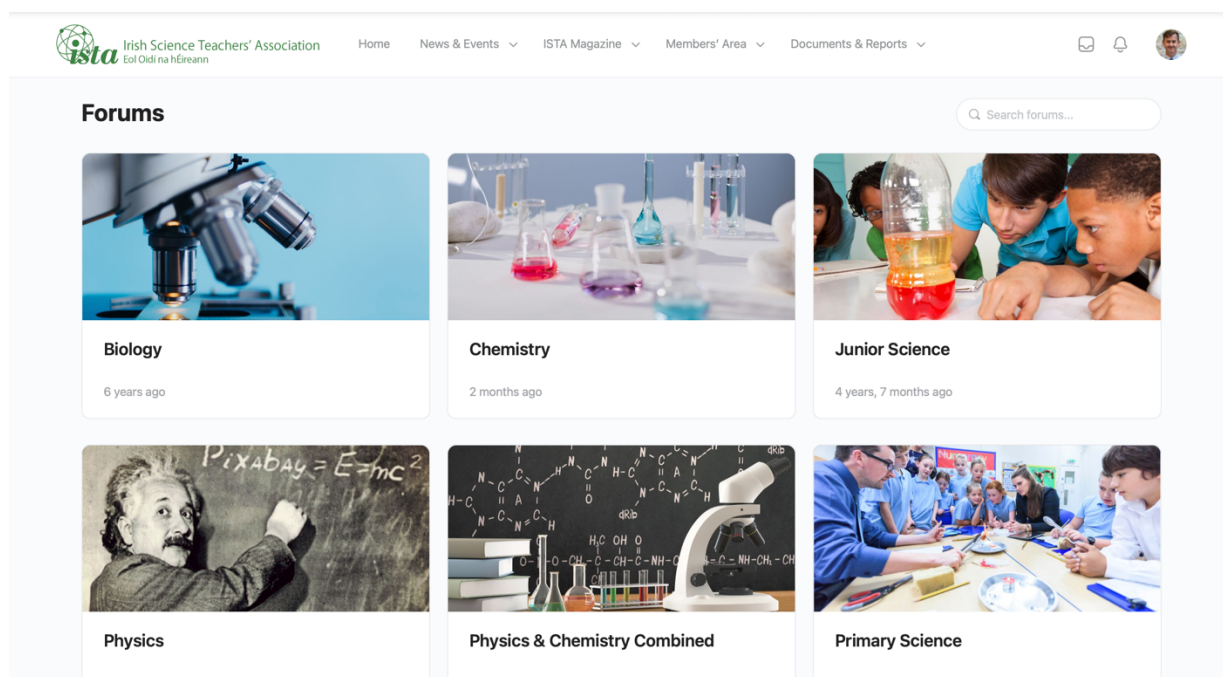 ista Irish Science Teachers' Association
Eol Oidí na hÉireann
Home News & Events ISTA Magazine Members' Area Documents & Reports
Forums
Search forums...
Biology
6 years ago
Chemistry
2 months ago
Junior Science
4 years, 7 months ago
PIXABAY = E=mc²
Physics
Physics & Chemistry Combined
Primary Science